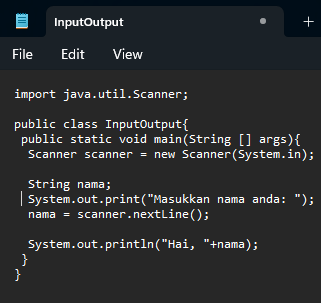 InputOutput
File Edit View
import java.util.Scanner;
public class InputOutput{
public static void main(String [] args){
Scanner scanner = new Scanner(System.in);
String nama;
System.out.print("Masukkan nama anda: ");
nama = scanner.nextLine();
System.out.println("Hai, "+nama);
}
}